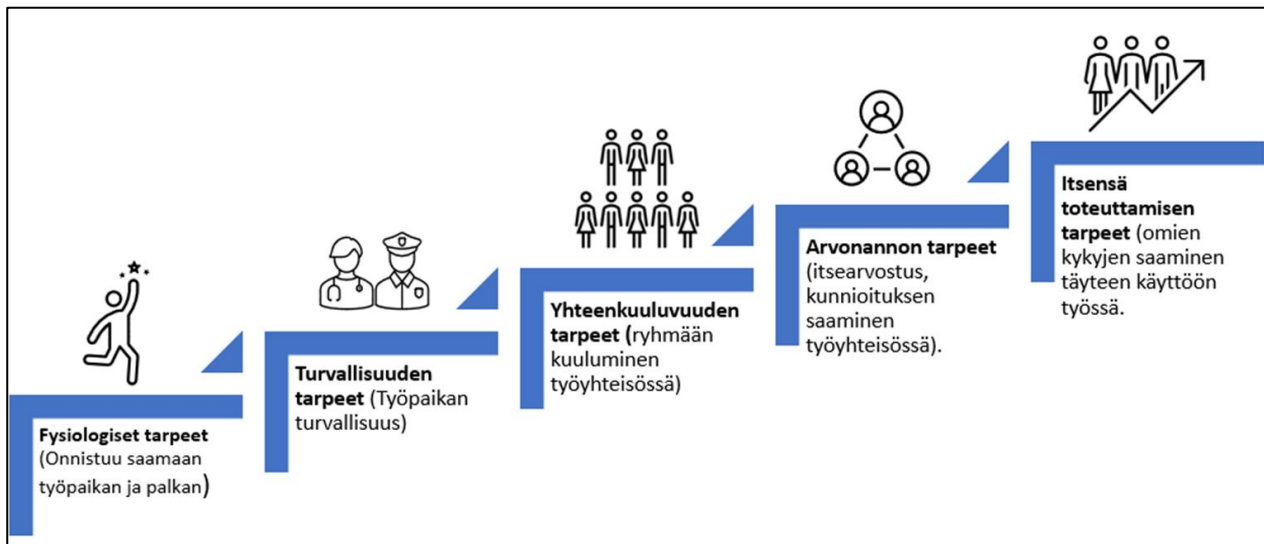 Fysiologiset tarpeet
(Onnistuu saamaan
työpaikan ja palkan)
Turvallisuuden
tarpeet (Työpaikan
turvallisuus)
Yhteenkuuluvuuden
tarpeet (ryhmään
kuuluminen
työyhteisössä)
Arvonannon tarpeet
(itsearvostus,
kunnioituksen
saaminen
työyhteisössä).
Itsensä
toteuttamisen
tarpeet (omien
kykyjen saaminen
täyteen käyttöön
työssä.